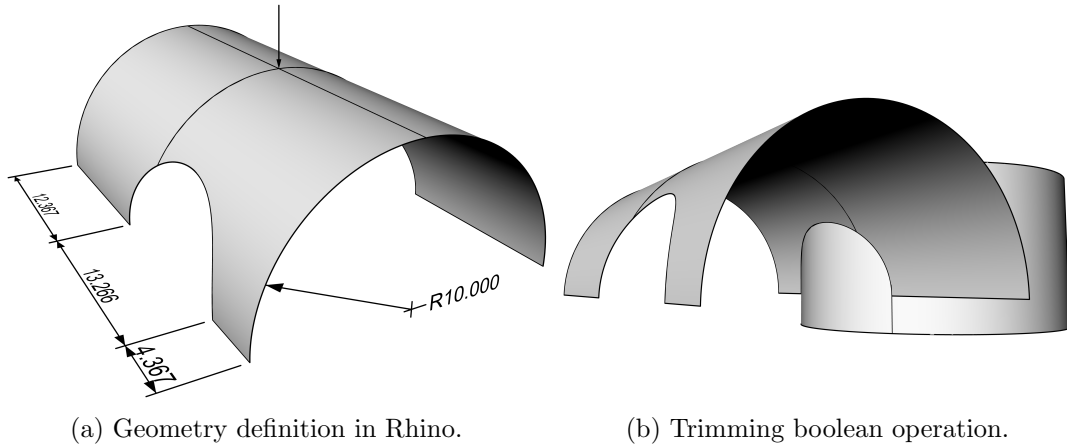 12.367
13.266
4.367
R10.000
(a) Geometry definition in Rhino.
(b) Trimming boolean operation.